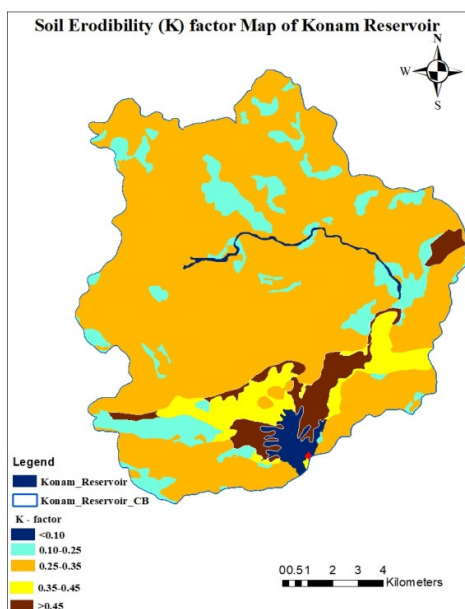 Soil Erodibility (K) factor Map of Konam Reservoir
N
W
E
S
Legend
Konam_Reservoir
Konam_Reservoir_CB
K - factor
<0.10
0.10-0.25
0.25-0.35
0.35-0.45
>0.45
00.51 2 3 4
Kilometers